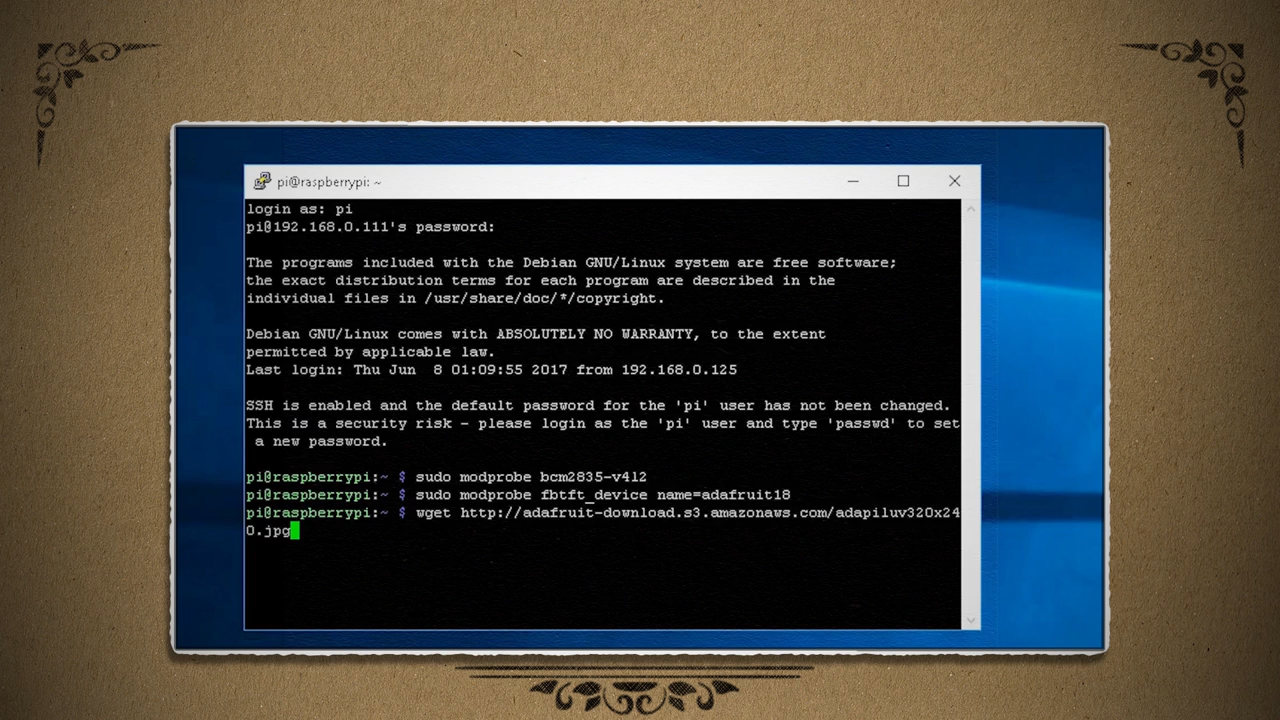 pi@raspberrypi: ~
login as: pi
pi@192.168.0.111's password:
The programs included with the Debian GNU/Linux system are free software;
the exact distribution terms for each program are described in the
individual files in /usr/share/doc/*/copyright.
Debian GNU/Linux comes with ABSOLUTELY NO WARRANTY, to the extent
permitted by applicable law.
Last login: Thu Jun  8 01:09:55 2017 from 192.168.0.125
SSH is enabled and the default password for the 'pi' user has not been changed.
This is a security risk - please login as the 'pi' user and type 'passwd' to set
 a new password.
pi@raspberrypi:~ $ sudo modprobe bcm2835-v4l2
pi@raspberrypi:~ $ sudo modprobe fbtft_device name=adafruit18
pi@raspberrypi:~ $ wget http://adafruit-download.s3.amazonaws.com/adapiluv320x24
0.jpg